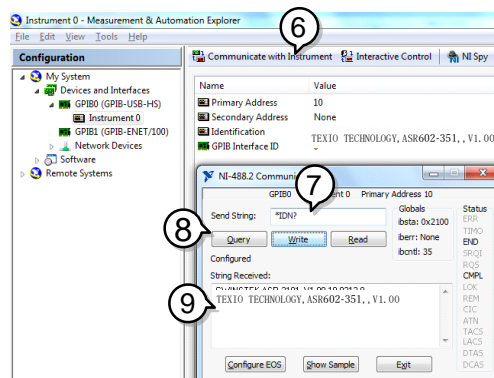 Instrument 0 - Measurement & Automation Explorer
6
File Edit View Tools Help
Configuration
Communicate with Instrument Interactive Control NI Spy
My System
Devices and Interfaces
GPIB0 (GPIB-USB-HS)
Instrument 0
GPIB1 (GPIB-ENET/100)
Network Devices
Software
Remote Systems
Name Value
Primary Address 10
Secondary Address None
Identification TEXIO TECHNOLOGY,ASR602-351,,V1.00
GPIB Interface ID
NI-488.2 Communi
7
GPIB0 ent 0 Primary Address 10
Send String: *IDN?
8
Query Write Read
Configured
String Received:
9
TEXIO TECHNOLOGY,ASR602-351,,V1.00
Configure EOS Show Sample Exit
Globals
ibsta: 0x2100
iberr: None
ibcntl: 35
Status
ERR
TIMO
END
SRQI
RQS
CMPL
LOK
REM
CIC
ATN
TACS
LACS
DTAS
DCAS